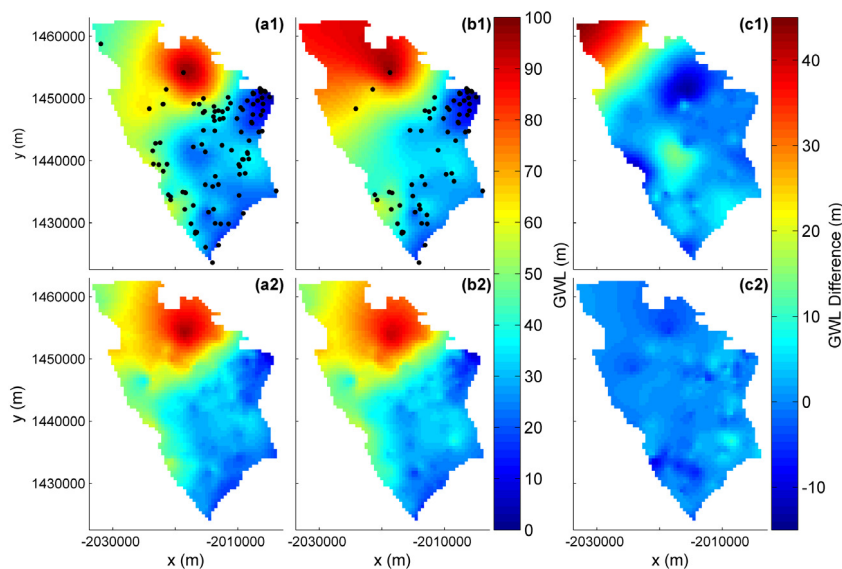 (a1)
(b1)
(c1)
1460000
1450000
1440000
1430000
y (m)
100
90
80
70
60
50
40
30
20
10
0
GWL (m)
40
30
20
10
0
-10
GWL Difference (m)
(a2)
(b2)
(c2)
1460000
1450000
1440000
1430000
y (m)
-2030000 -2010000
x (m)
-2030000 -2010000
x (m)
-2030000 -2010000
x (m)